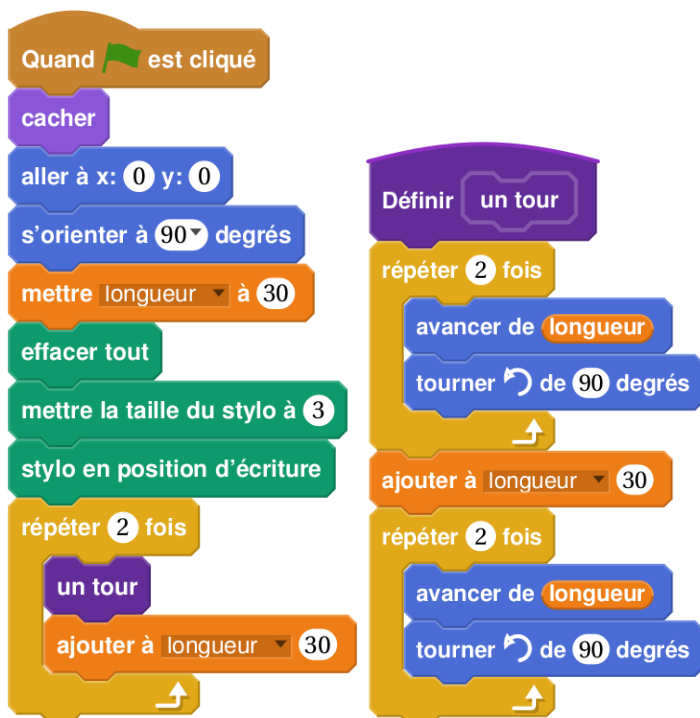 Quand est cliqué
cacher
aller à x: 0 y: 0
s'orienter à 90 degrés
mettre longueur à 30
effacer tout
mettre la taille du stylo à 3
stylo en position d'écriture
répéter 2 fois
un tour
ajouter à longueur 30
Définir un tour
répéter 2 fois
avancer de longueur
tourner de 90 degrés
ajouter à longueur 30
répéter 2 fois
avancer de longueur
tourner de 90 degrés